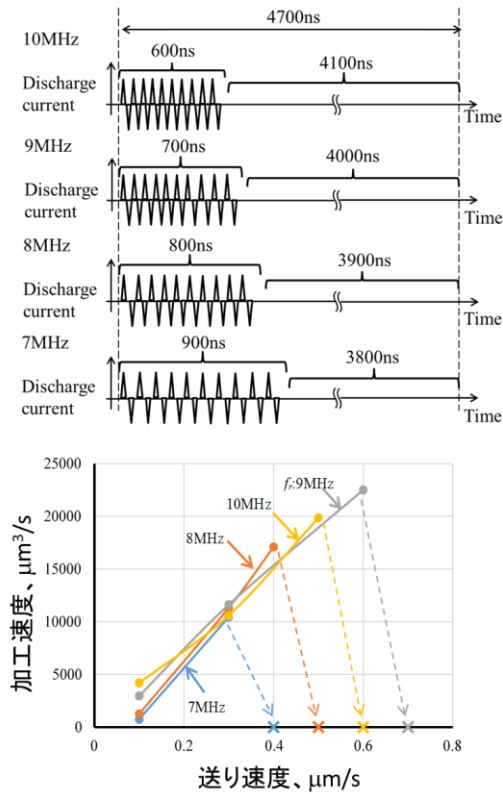 4700ns
10MHz
600ns
4100ns
Discharge
current
Time
9MHz
700ns
4000ns
Discharge
current
Time
8MHz
800ns
3900ns
Discharge
current
Time
7MHz
900ns
3800ns
Discharge
current
Time
25000
20000
15000
10000
5000
0
加工速度、μm³/s
fr:9MHz
10MHz
8MHz
7MHz
0 0.2 0.4 0.6 0.8
送り速度、μm/s